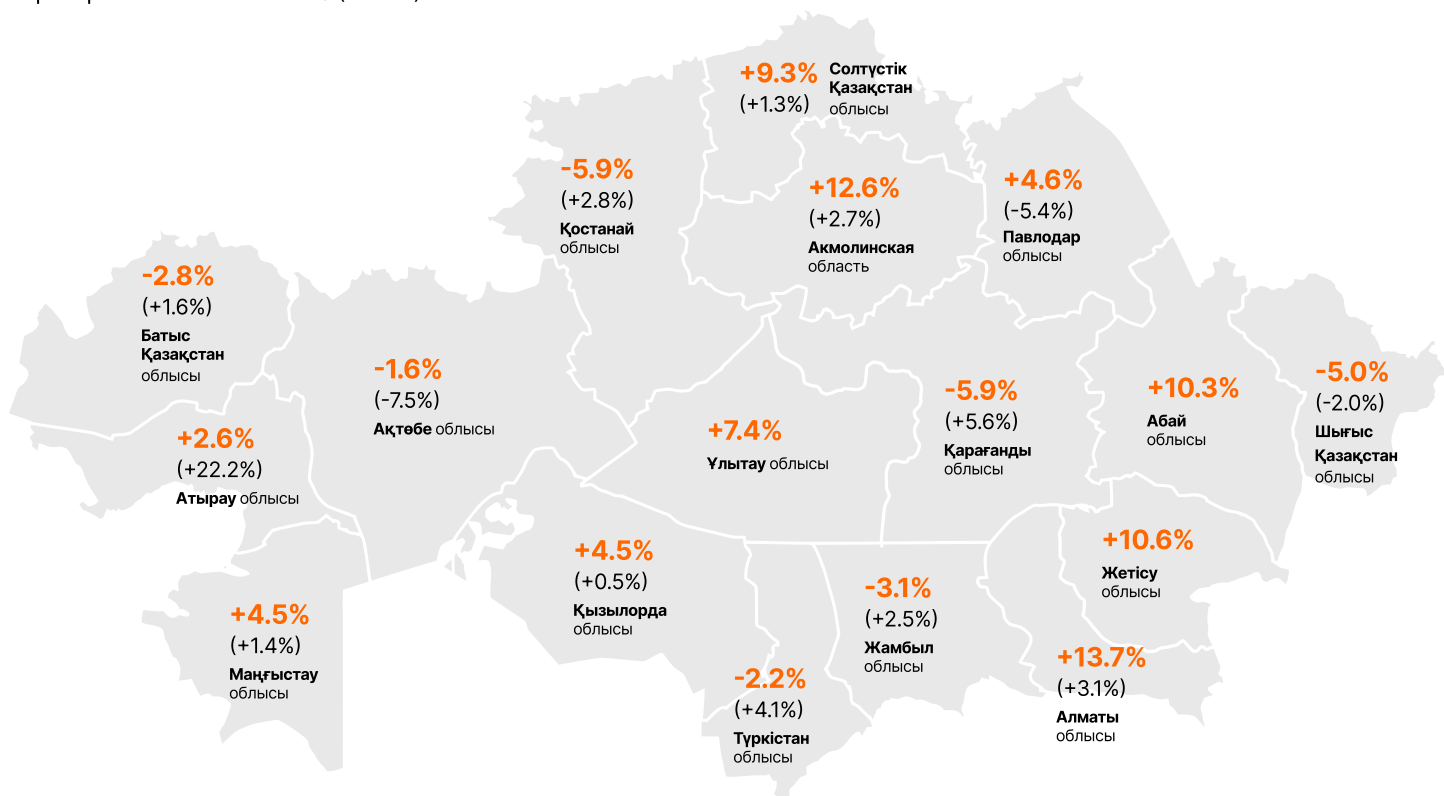 +9.3%
(+1.3%)
Солтүстік
Қазақстан
облысы
-5.9%
(+2.8%)
Қостанай
облысы
+12.6%
(+2.7%)
Акмолинская
область
+4.6%
(-5.4%)
Павлодар
облысы
-2.8%
(+1.6%)
Батыс
Қазақстан
облысы
-1.6%
(-7.5%)
Ақтөбе облысы
+2.6%
(+22.2%)
Атырау облысы
+7.4%
Ұлытау облысы
-5.9%
(+5.6%)
Қарағанды
облысы
+10.3%
Абай
облысы
-5.0%
(-2.0%)
Шығыс
Қазақстан
облысы
+4.5%
(+1.4%)
Маңғыстау
облысы
+4.5%
(+0.5%)
Қызылорда
облысы
-2.2%
(+4.1%)
Түркістан
облысы
-3.1%
(+2.5%)
Жамбыл
облысы
+10.6%
Жетісу
облысы
+13.7%
(+3.1%)
Алматы
облысы